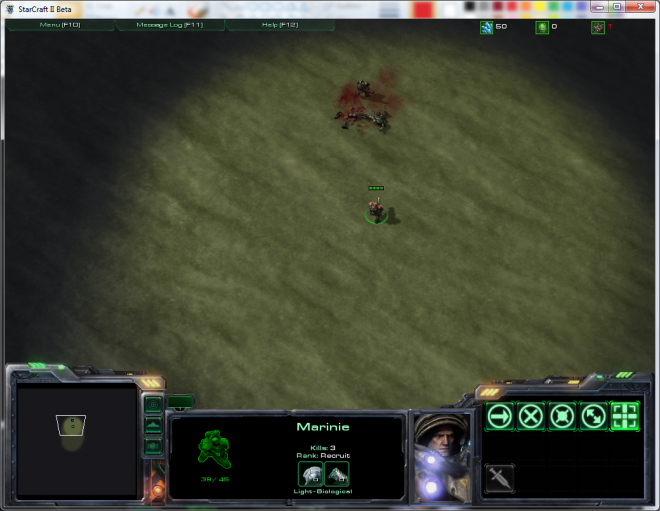 StarCraft II Beta
Menu [F10] Message Log [F11] Help [F12] 50 0 1
Marinie
Kills: 3
Rank: Recruit
0 0
38/45
Light-Biological